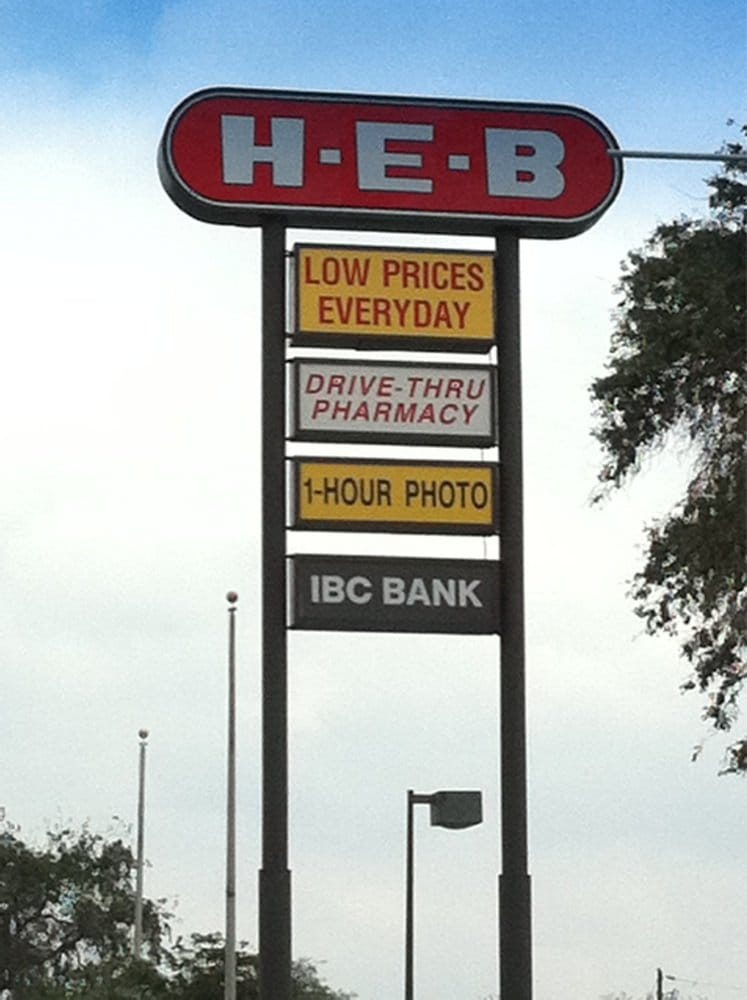 H-E-B
LOW PRICES
EVERYDAY
DRIVE-THRU
PHARMACY
1-HOUR PHOTO
IBC BANK